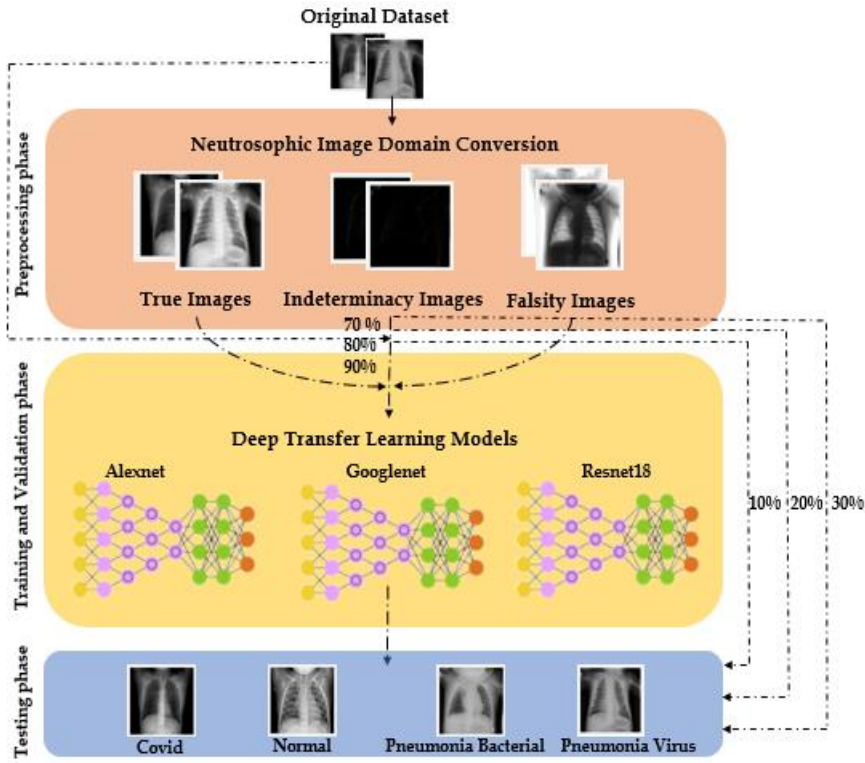 Original Dataset
Preprocessing phase
Neutrosophic Image Domain Conversion
True Images
Indeterminacy Images
Falsity Images
70 %
80%
90%
Training and Validation phase
Deep Transfer Learning Models
Alexnet
Googlenet
Resnet18
10%
20%
30%
Testing phase
Covid
Normal
Pneumonia Bacterial
Pneumonia Virus